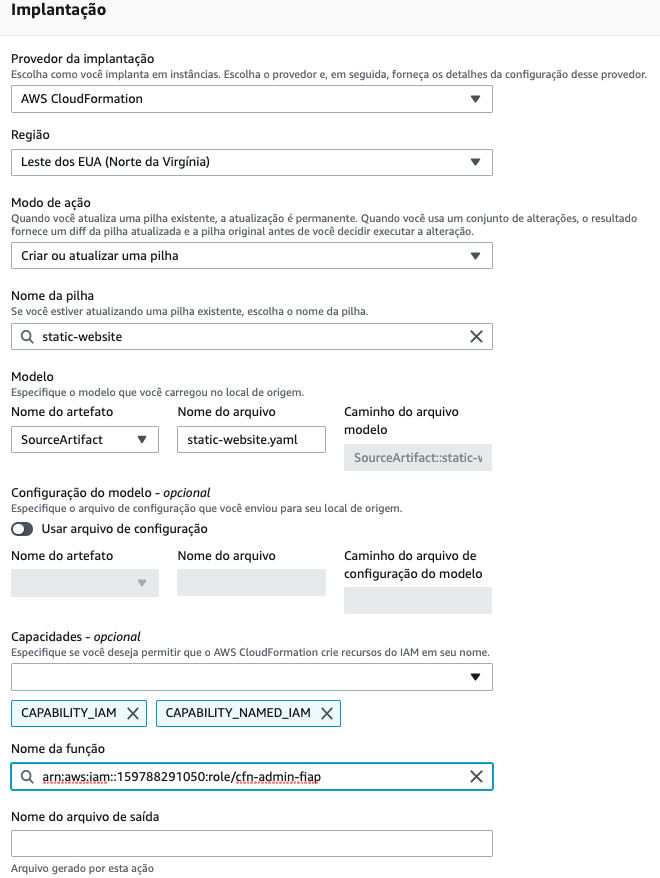 Implantação
Provedor da implantação
Escolha como você implanta em instâncias. Escolha o provedor e, em seguida, forneça os detalhes da configuração desse provedor.
AWS CloudFormation
Região
Leste dos EUA (Norte da Virgínia)
Modo de ação
Quando você atualiza uma pilha existente, a atualização é permanente. Quando você usa um conjunto de alterações, o resultado
fornece um diff da pilha atualizada e a pilha original antes de você decidir executar a alteração.
Criar ou atualizar uma pilha
Nome da pilha
Se você estiver atualizando uma pilha existente, escolha o nome da pilha.
static-website
Modelo
Especifique o modelo que você carregou no local de origem.
Nome do artefato
SourceArtifact
Nome do arquivo
static-website.yaml
Caminho do arquivo
modelo
SourceArtifact::static-w
Configuração do modelo - opcional
Especifique o arquivo de configuração que você enviou para seu local de origem.
Usar arquivo de configuração
Nome do artefato
Nome do arquivo
Caminho do arquivo de
configuração do modelo
Capacidades - opcional
Especifique se você deseja permitir que o AWS CloudFormation crie recursos do IAM em seu nome.
CAPABILITY_IAM
CAPABILITY_NAMED_IAM
Nome da função
arn:aws:iam::159788291050:role/cfn-admin-fiap
Nome do arquivo de saída
Arquivo gerado por esta ação